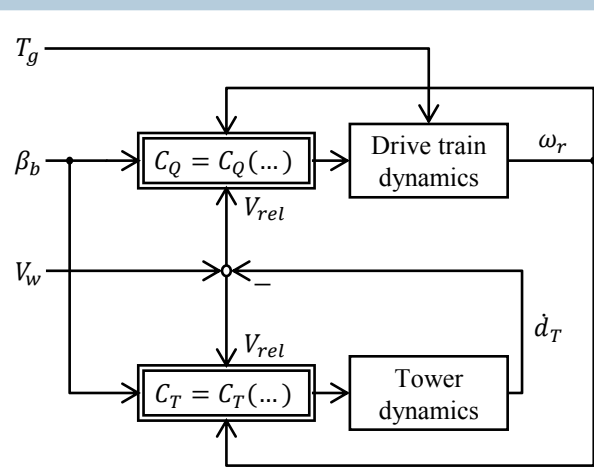 T_g
β_b
C_Q = C_Q(...)
Drive train
dynamics
ω_r
V_rel
V_w
−
ḋ_T
V_rel
C_T = C_T(...)
Tower
dynamics